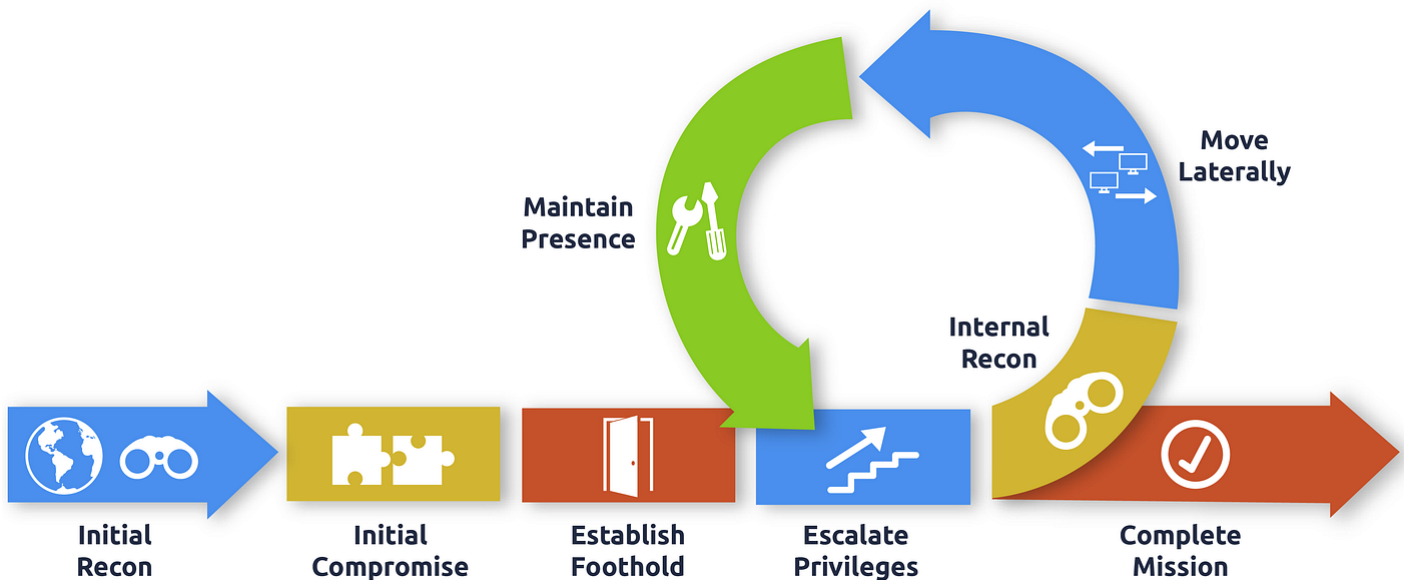 Move
Laterally
Maintain
Presence
Internal
Recon
Initial
Recon
Initial
Compromise
Establish
Foothold
Escalate
Privileges
Complete
Mission